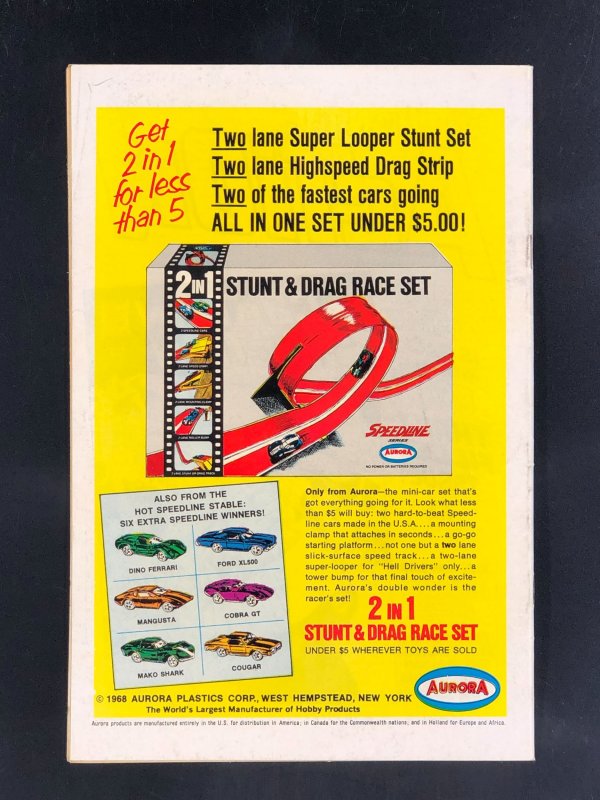 Get
2 in 1
for less
than 5
Two lane Super Looper Stunt Set
Two lane Highspeed Drag Strip
Two of the fastest cars going
ALL IN ONE SET UNDER $5.00!
2 IN 1
STUNT & DRAG RACE SET
2 SPEEDLINE CARS
SPEEDLINE
SERIES
AURORA
NO POWER OR BATTERIES REQUIRED
ALSO FROM THE
HOT SPEEDLINE STABLE:
SIX EXTRA SPEEDLINE WINNERS!
DINO FERRARI
FORD XL500
MANGUSTA
COBRA GT
MAKO SHARK
COUGAR
Only from Aurora—the mini-car set that's
got everything going for it. Look what less
than $5 will buy: two hard-to-beat Speed-
line cars made in the U.S.A....a mounting
clamp that attaches in seconds...a go-go
starting platform...not one but a two lane
slick-surface speed track...a two-lane
super-looper for "Hell Drivers" only...a
tower bump for that final touch of excite-
ment. Aurora's double wonder is the
racer's set!
2 IN 1
STUNT & DRAG RACE SET
UNDER $5 WHEREVER TOYS ARE SOLD
© 1968 AURORA PLASTICS CORP., WEST HEMPSTEAD, NEW YORK
The World's Largest Manufacturer of Hobby Products
AURORA
Aurora products are manufactured entirely in the U.S. for distribution in America; in Canada for the Commonwealth nations; and in Holland for Europe and Africa.